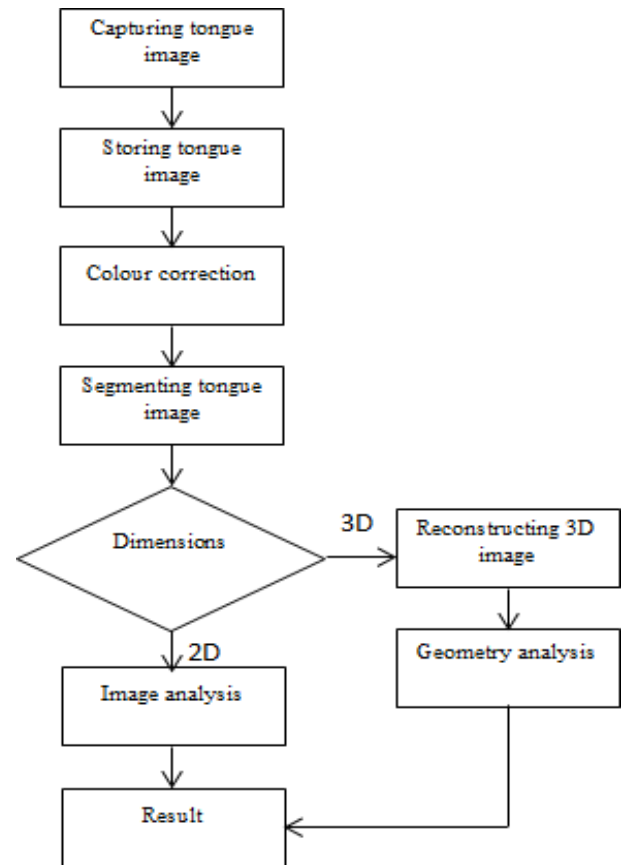 Capturing tongue
image
Storing tongue
image
Colour correction
Segmenting tongue
image
Dimensions
3D
Reconstructing 3D
image
2D
Geometry analysis
Image analysis
Result